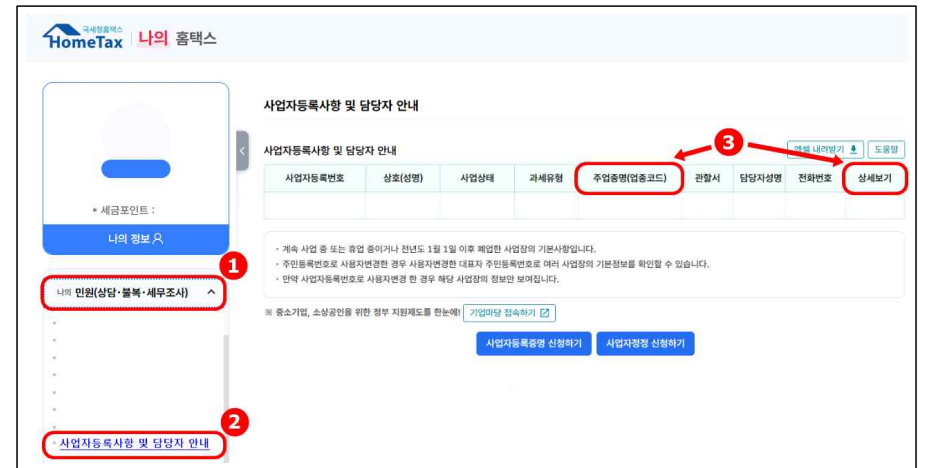 국세청홈택스
HomeTax 나의 홈택스
사업자등록사항 및 담당자 안내
사업자등록사항 및 담당자 안내
3
엑셀 내려받기 도움말
사업자등록번호 상호(성명) 사업상태 과세유형 주업종명(업종코드) 관할서 담당자성명 전화번호 상세보기
* 세금포인트 :
나의 정보
- 계속 사업 중 또는 휴업 중이거나 전년도 1월 1일 이후 폐업한 사업장의 기본사항입니다.
- 주민등록번호로 사용자변경한 경우 사용자변경한 대표자 주민등록번호로 여러 사업장의 기본정보를 확인할 수 있습니다.
- 만약 사업자등록번호로 사용자변경 한 경우 해당 사업장의 정보만 보여집니다.
1
나의 민원(상담·불복·세무조사)
※ 중소기업, 소상공인을 위한 정부 지원제도를 한눈에! 기업마당 접속하기
사업자등록증명 신청하기 사업자정정 신청하기
2
사업자등록사항 및 담당자 안내